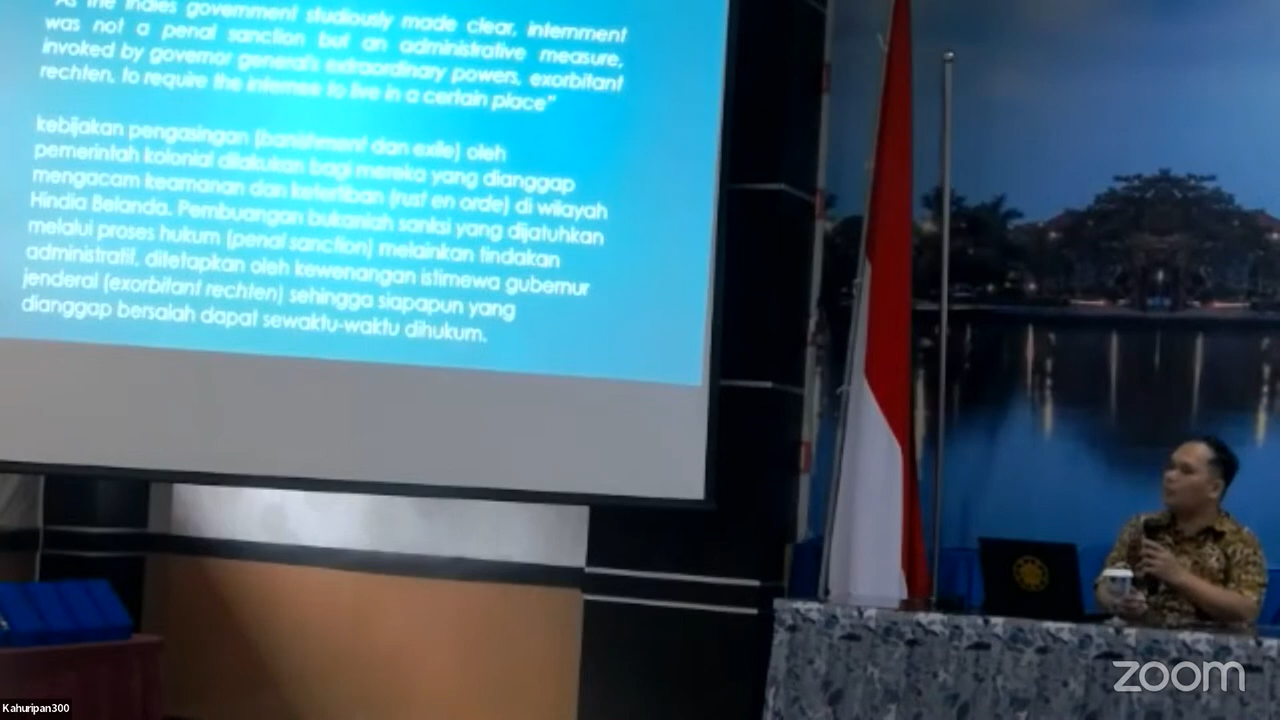 "As the Indies government studiously made clear, internment
was not a penal sanction but an administrative measure,
invoked by governor general's extraordinary powers, exorbitant
rechten, to require the internee to live in a certain place"
kebijakan pengasingan (banishment dan exile) oleh
pemerintah kolonial dilakukan bagi mereka yang dianggap
mengacam keamanan dan ketertiban (rust en orde) di wilayah
Hindia Belanda. Pembuangan bukanlah sanksi yang dijatuhkan
melalui proses hukum (penal sanction) melainkan tindakan
administratif, ditetapkan oleh kewenangan istimewa gubernur
jenderal (exorbitant rechten) sehingga siapapun yang
dianggap bersalah dapat sewaktu-waktu dihukum.
zoom
Kahuripan300